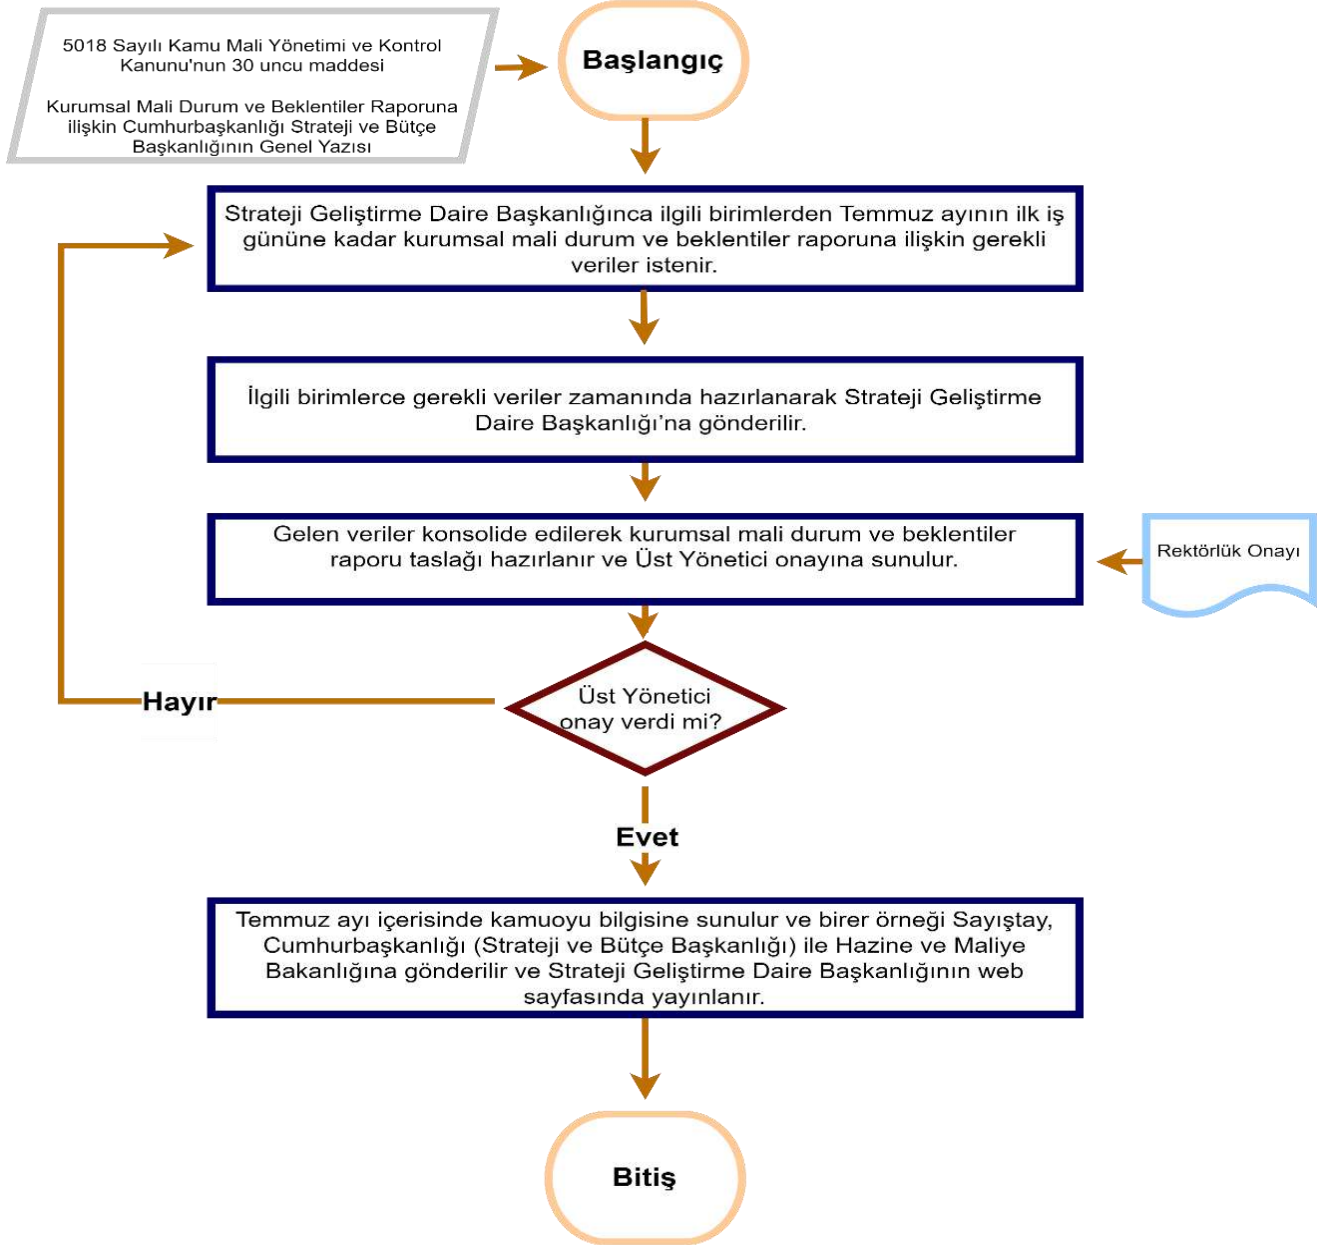 5018 Sayılı Kamu Mali Yönetimi ve Kontrol
Kanunu'nun 30 uncu maddesi
Kurumsal Mali Durum ve Beklentiler Raporuna
ilişkin Cumhurbaşkanlığı Strateji ve Bütçe
Başkanlığının Genel Yazısı
Başlangıç
Strateji Geliştirme Daire Başkanlığınca ilgili birimlerden Temmuz ayının ilk iş
gününe kadar kurumsal mali durum ve beklentiler raporuna ilişkin gerekli
veriler istenir.
İlgili birimlerce gerekli veriler zamanında hazırlanarak Strateji Geliştirme
Daire Başkanlığı’na gönderilir.
Gelen veriler konsolide edilerek kurumsal mali durum ve beklentiler
raporu taslağı hazırlanır ve Üst Yönetici onayına sunulur.
Rektörlük Onayı
Üst Yönetici
onay verdi mi?
Hayır
Evet
Temmuz ayı içerisinde kamuoyu bilgisine sunulur ve birer örneği Sayıştay,
Cumhurbaşkanlığı (Strateji ve Bütçe Başkanlığı) ile Hazine ve Maliye
Bakanlığına gönderilir ve Strateji Geliştirme Daire Başkanlığının web
sayfasında yayınlanır.
Bitiş